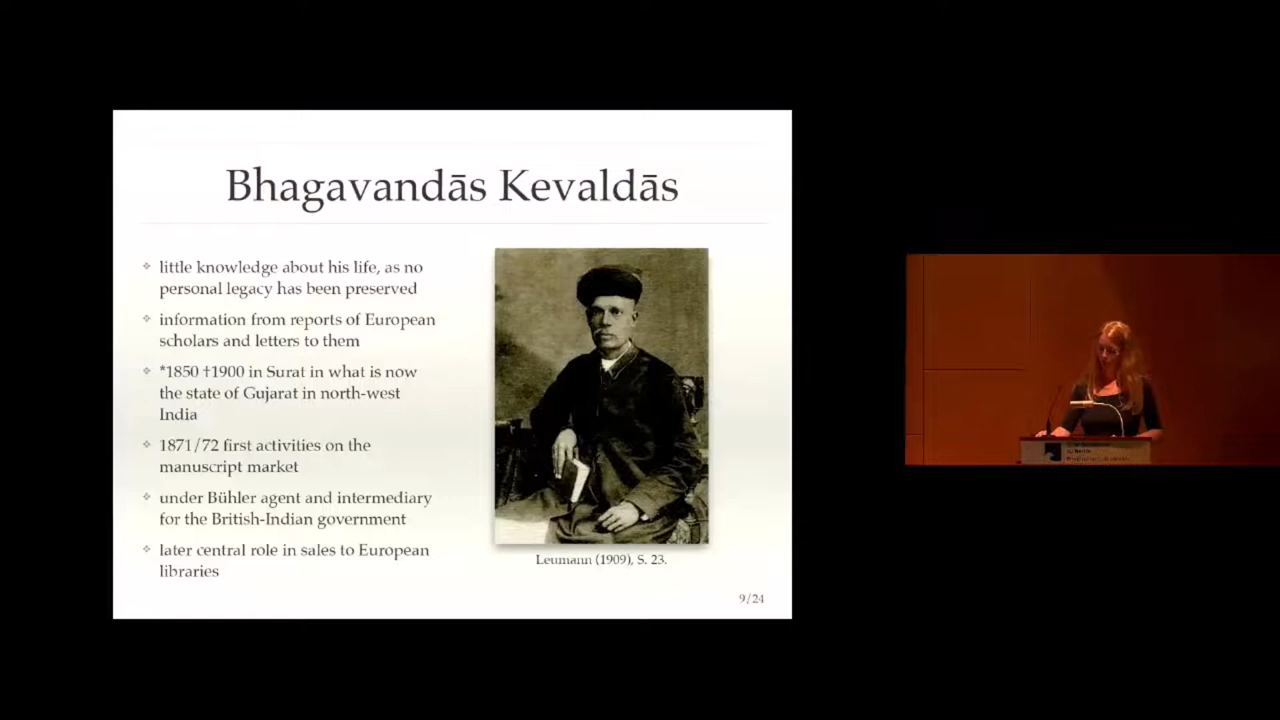 Bhagavandās Kevaldās
little knowledge about his life, as no
personal legacy has been preserved
information from reports of European
scholars and letters to them
*1850 †1900 in Surat in what is now
the state of Gujarat in north-west
India
1871/72 first activities on the
manuscript market
under Bühler agent and intermediary
for the British-Indian government
later central role in sales to European
libraries
Leumann (1909), S. 23.
9/24